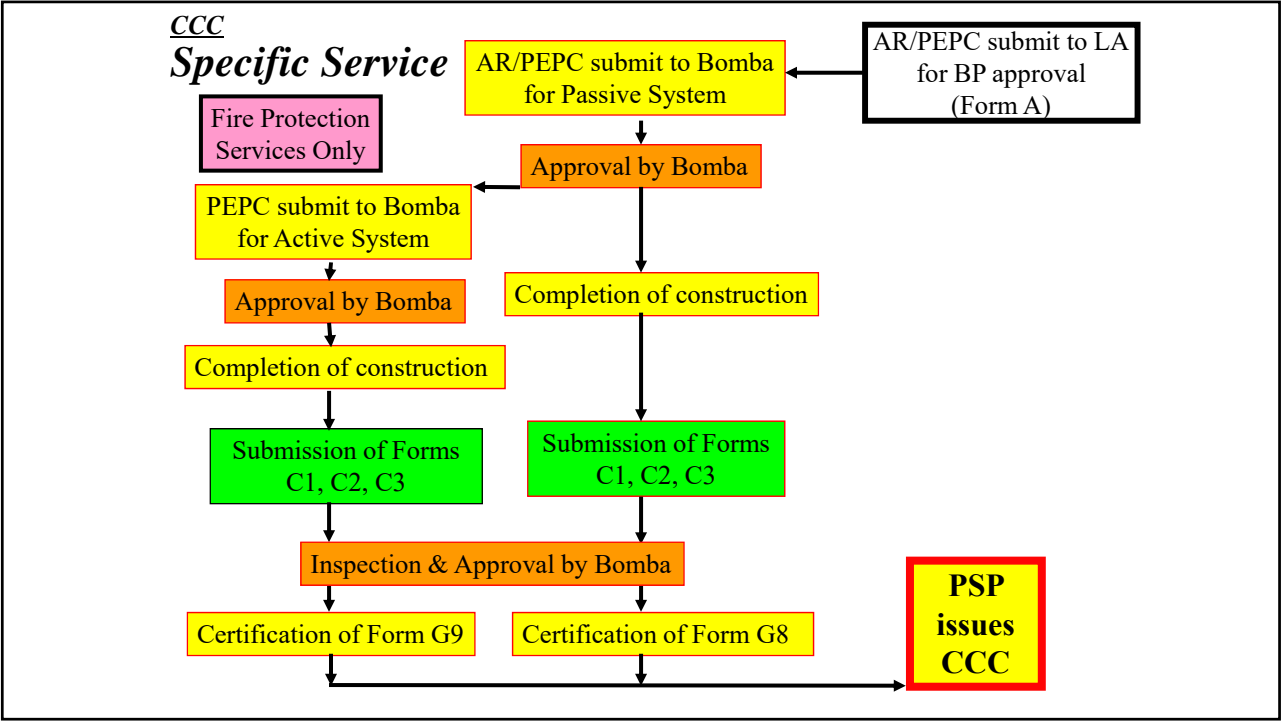 CCC
Specific Service
AR/PEPC submit to LA
for BP approval
(Form A)
AR/PEPC submit to Bomba
for Passive System
Fire Protection
Services Only
Approval by Bomba
PEPC submit to Bomba
for Active System
Approval by Bomba
Completion of construction
Completion of construction
Submission of Forms
C1, C2, C3
Submission of Forms
C1, C2, C3
Inspection & Approval by Bomba
Certification of Form G9
Certification of Form G8
PSP
issues
CCC